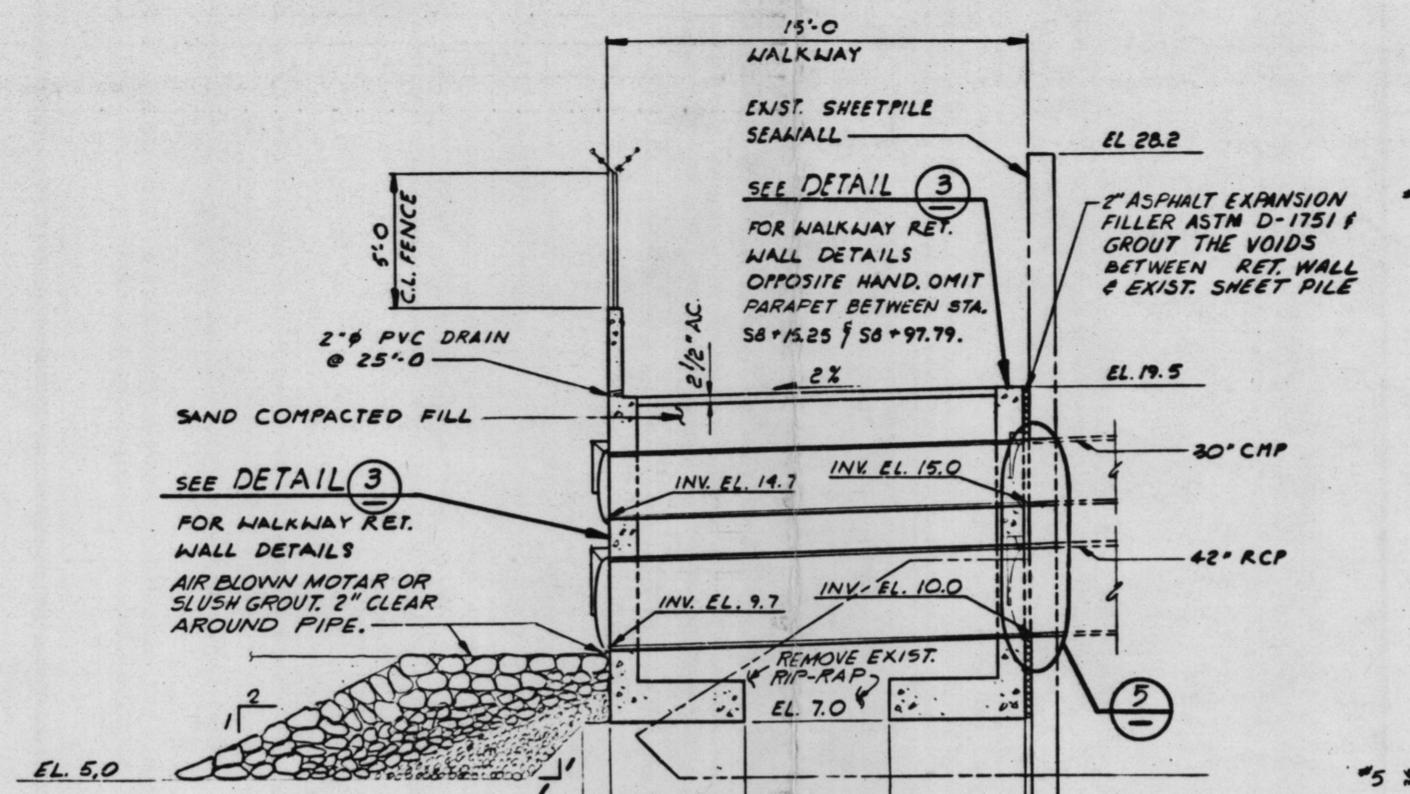 15'-0
WALKWAY
EXIST. SHEETPILE
SEAWALL
EL 28.2
SEE DETAIL 3
FOR WALKWAY RET.
WALL DETAILS
OPPOSITE HAND. OMIT
PARAPET BETWEEN STA.
S8+15.25 & S8+97.79.
2" ASPHALT EXPANSION
FILLER ASTM D-1751 &
GROUT THE VOIDS
BETWEEN RET. WALL
& EXIST. SHEET PILE
5'-0
C.L. FENCE
2"ϕ PVC DRAIN
@ 25'-0
2 1/2" A.C.
2%
EL. 19.5
SAND COMPACTED FILL
30" CMP
SEE DETAIL 3
INV. EL. 14.7
INV. EL. 15.0
FOR WALKWAY RET.
WALL DETAILS
42" RCP
AIR BLOWN MOTAR OR
SLUSH GROUT. 2" CLEAR
AROUND PIPE.
INV. EL. 9.7
INV. EL. 10.0
REMOVE EXIST.
RIP-RAP
EL 7.0
5
2
1
1
EL. 5.0
#5